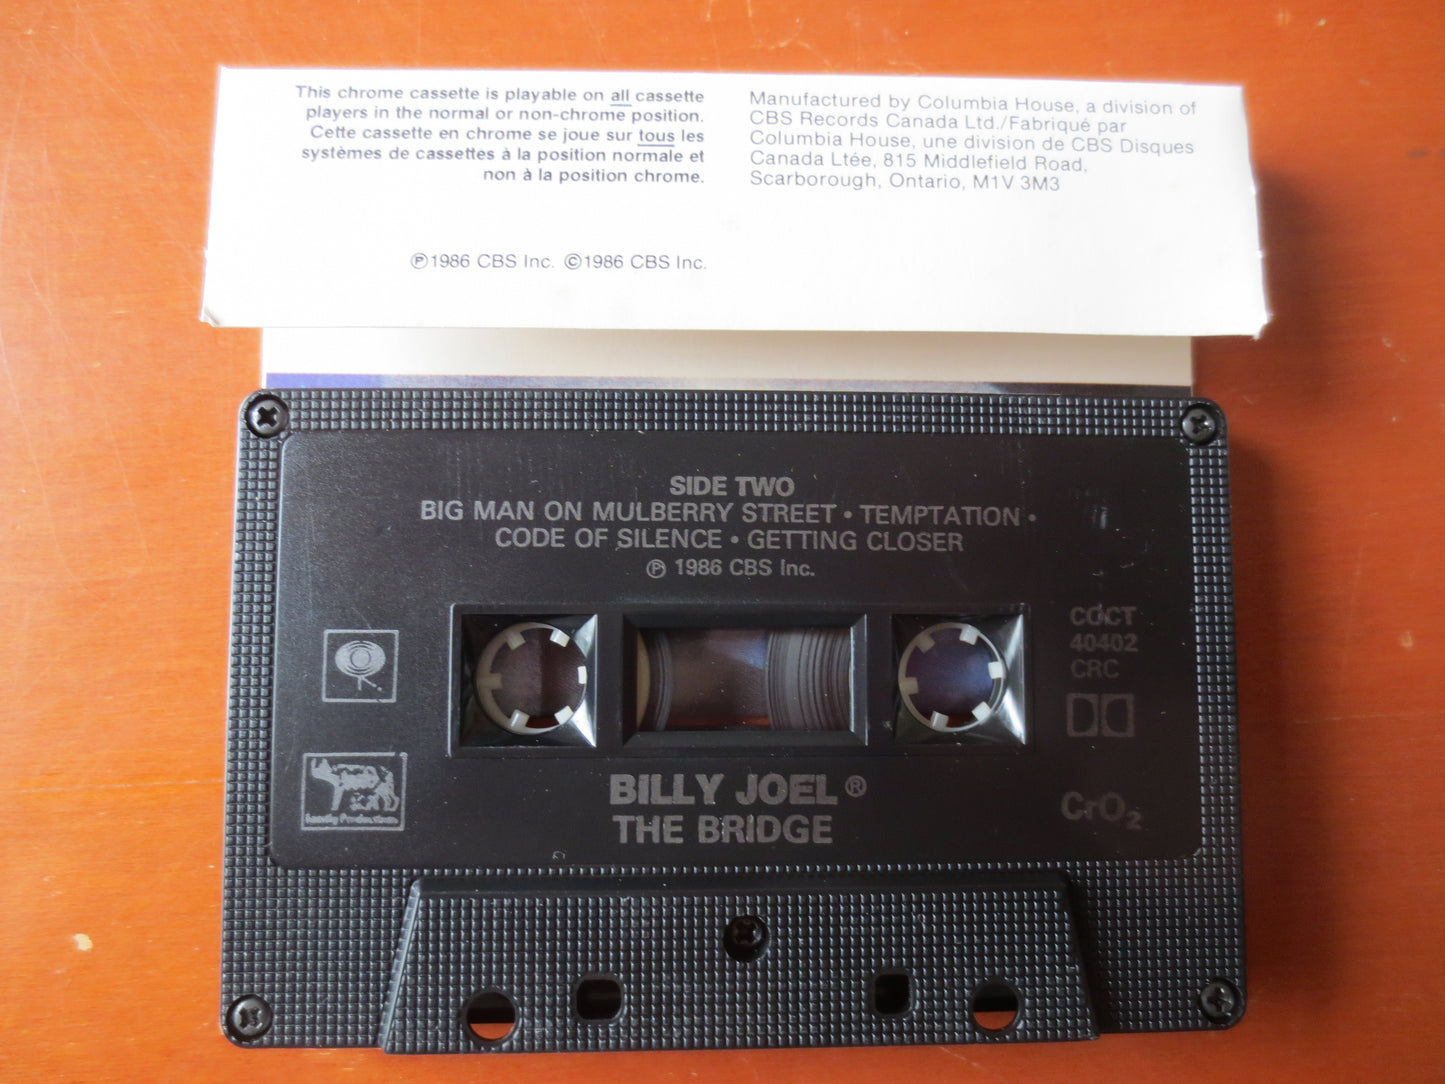 This chrome cassette is playable on all cassette
players in the normal or non-chrome position.
Cette cassette en chrome se joue sur tous les
systèmes de cassettes à la position normale et
non à la position chrome.
℗1986 CBS Inc. ©1986 CBS Inc.
Manufactured by Columbia House, a division of
CBS Records Canada Ltd./Fabriqué par
Columbia House, une division de CBS Disques
Canada Ltée, 815 Middlefield Road,
Scarborough, Ontario, M1V 3M3
SIDE TWO
BIG MAN ON MULBERRY STREET • TEMPTATION •
CODE OF SILENCE • GETTING CLOSER
℗ 1986 CBS Inc.
COCT
40402
CRC
BILLY JOEL®
THE BRIDGE
CrO₂